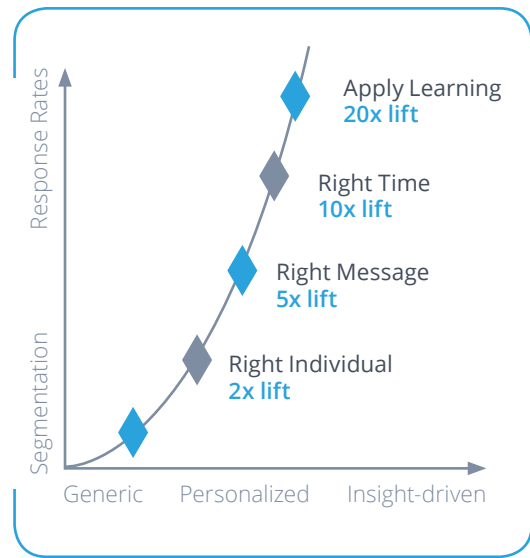 Response Rates
Segmentation
Apply Learning
20x lift
Right Time
10x lift
Right Message
5x lift
Right Individual
2x lift
Generic
Personalized
Insight-driven